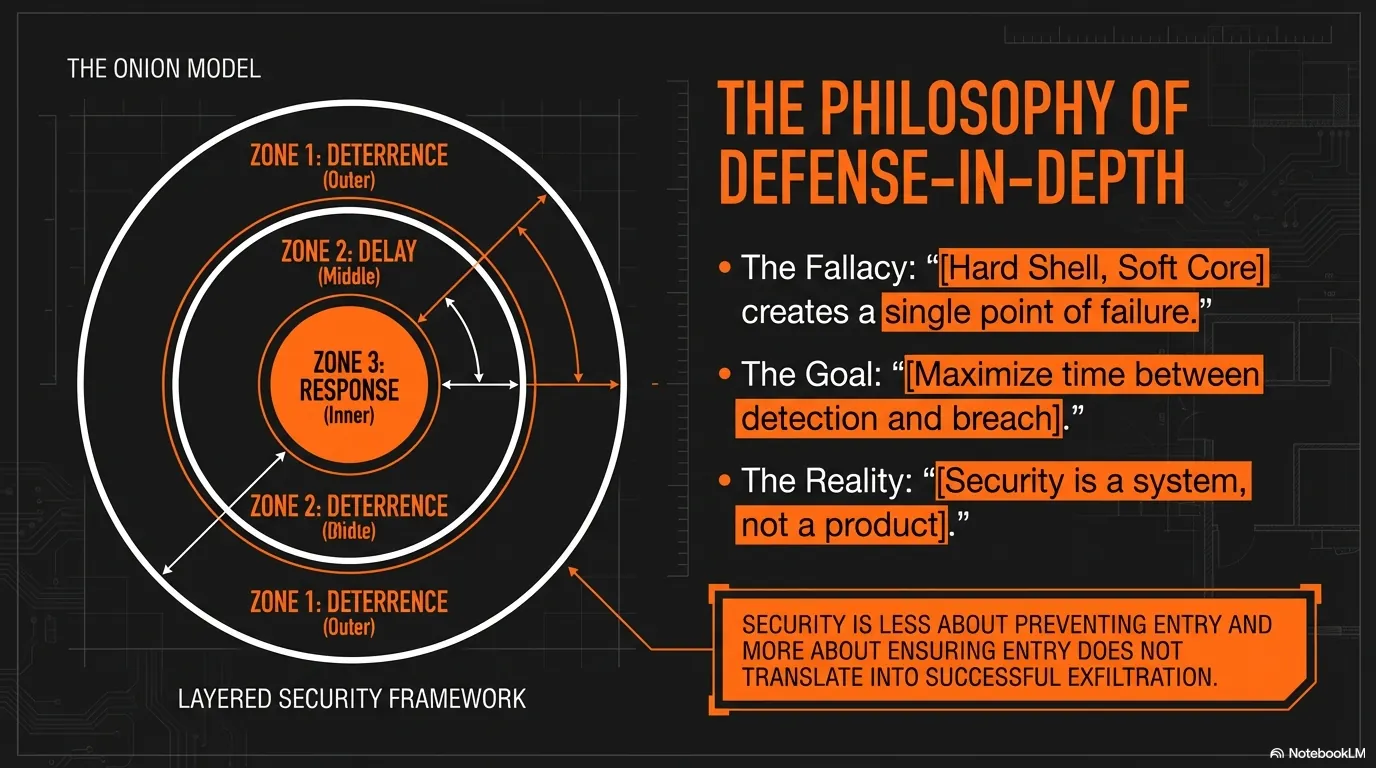 THE ONION MODEL
ZONE 1: DETERRENCE
(Outer)
ZONE 2: DELAY
(Middle)
ZONE 3:
RESPONSE
(Inner)
ZONE 2: DETERRENCE
ZONE 1: DETERRENCE
(Outer)
LAYERED SECURITY FRAMEWORK
THE PHILOSOPHY OF
DEFENSE-IN-DEPTH
• The Fallacy: “[Hard Shell, Soft Core]
creates a single point of failure.”
• The Goal: “[Maximize time between
detection and breach].”
• The Reality: “[Security is a system,
not a product].”
SECURITY IS LESS ABOUT PREVENTING ENTRY AND
MORE ABOUT ENSURING ENTRY DOES NOT
TRANSLATE INTO SUCCESSFUL EXFILTRATION.
NotebookLM